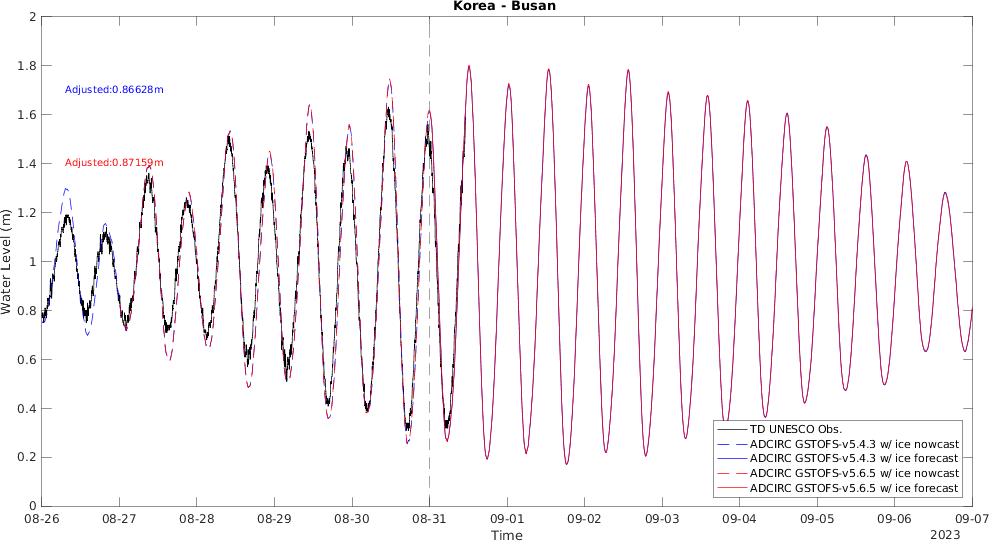 Korea - Busan
2
1.8
1.6
1.4
1.2
1
0.8
0.6
0.4
0.2
0
Water Level (m)
Adjusted:0.86628m
Adjusted:0.87159m
TD UNESCO Obs.
ADCIRC GSTOFS-v5.4.3 w/ ice nowcast
ADCIRC GSTOFS-v5.4.3 w/ ice forecast
ADCIRC GSTOFS-v5.6.5 w/ ice nowcast
ADCIRC GSTOFS-v5.6.5 w/ ice forecast
08-26 08-27 08-28 08-29 08-30 08-31 09-01 09-02 09-03 09-04 09-05 09-06 09-07
Time
2023